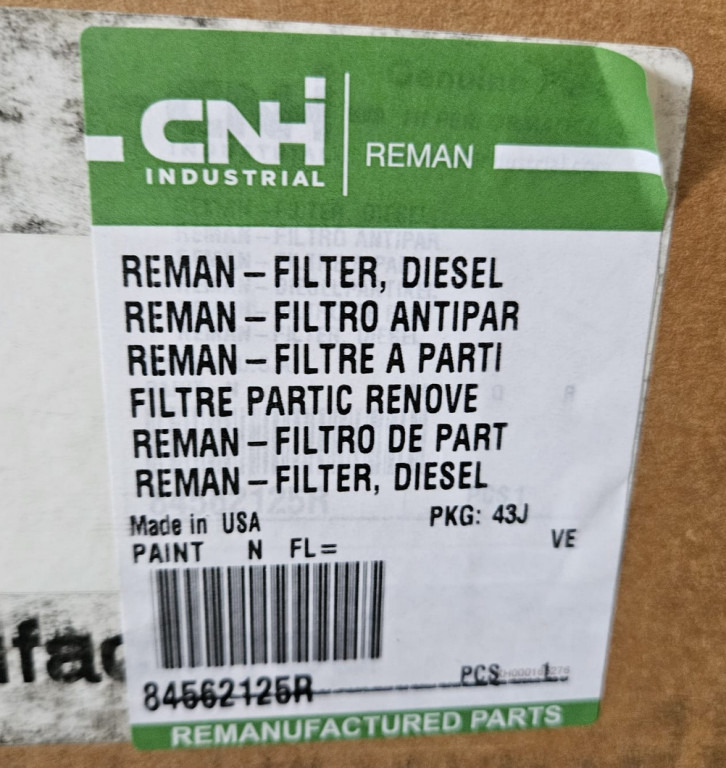 CNH
INDUSTRIAL
REMAN
REMAN-FILTER, DIESEL
REMAN-FILTRO ANTIPAR
REMAN-FILTRE A PARTI
FILTRE PARTIC RENOVE
REMAN-FILTRO DE PART
REMAN-FILTER, DIESEL
Made in USA PKG: 43J
PAINT N FL= VE
84562125R PCS 1
REMANUFACTURED PARTS
ufac